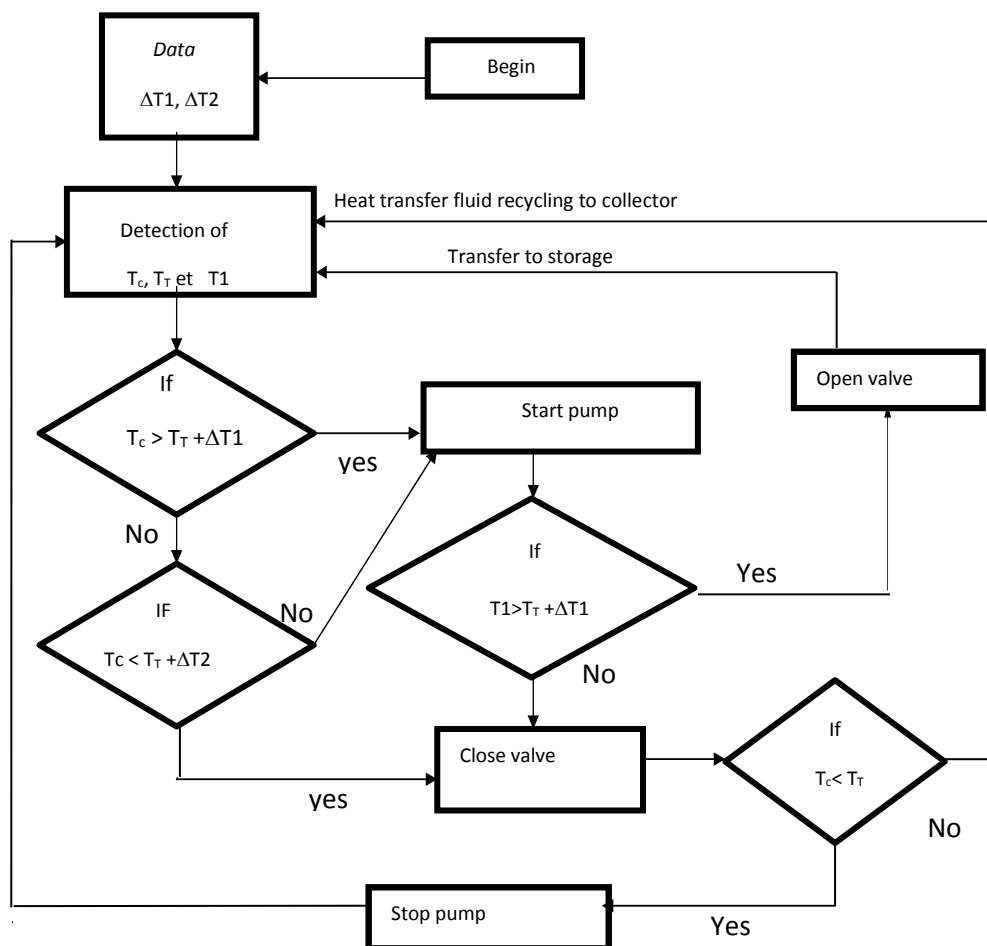 Data
ΔT1, ΔT2
Begin
Heat transfer fluid recycling to collector
Detection of
Tc, TT et T1
Transfer to storage
Open valve
If
Tc > TT +ΔT1
yes
Start pump
No
If
T1>TT +ΔT1
Yes
IF
Tc < TT +ΔT2
No
No
yes
Close valve
If
Tc< TT
No
Stop pump
Yes